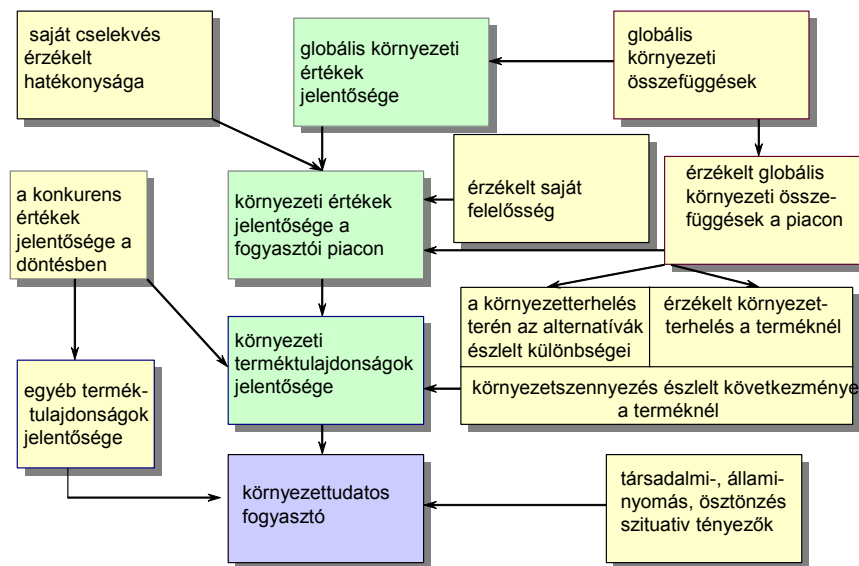 saját cselekvés
érzékelt
hatékonysága
globális környezeti
értékek
jelentősége
globális
környezeti
összefüggések
a konkurens
értékek
jelentősége a
döntésben
környezeti értékek
jelentősége a
fogyasztói piacon
érzékelt saját
felelősség
érzékelt globális
környezeti össze-
függések a piacon
környezeti
terméktulajdonságok
jelentősége
a környezetterhelés
terén az alternatívák
észlelt különbségei
érzékelt környezet-
terhelés a terméknél
környezetszennyezés észlelt következménye
a terméknél
egyéb termék-
tulajdonságok
jelentősége
környezettudatos
fogyasztó
társadalmi-, állami-
nyomás, ösztönzés
szituativ tényezők